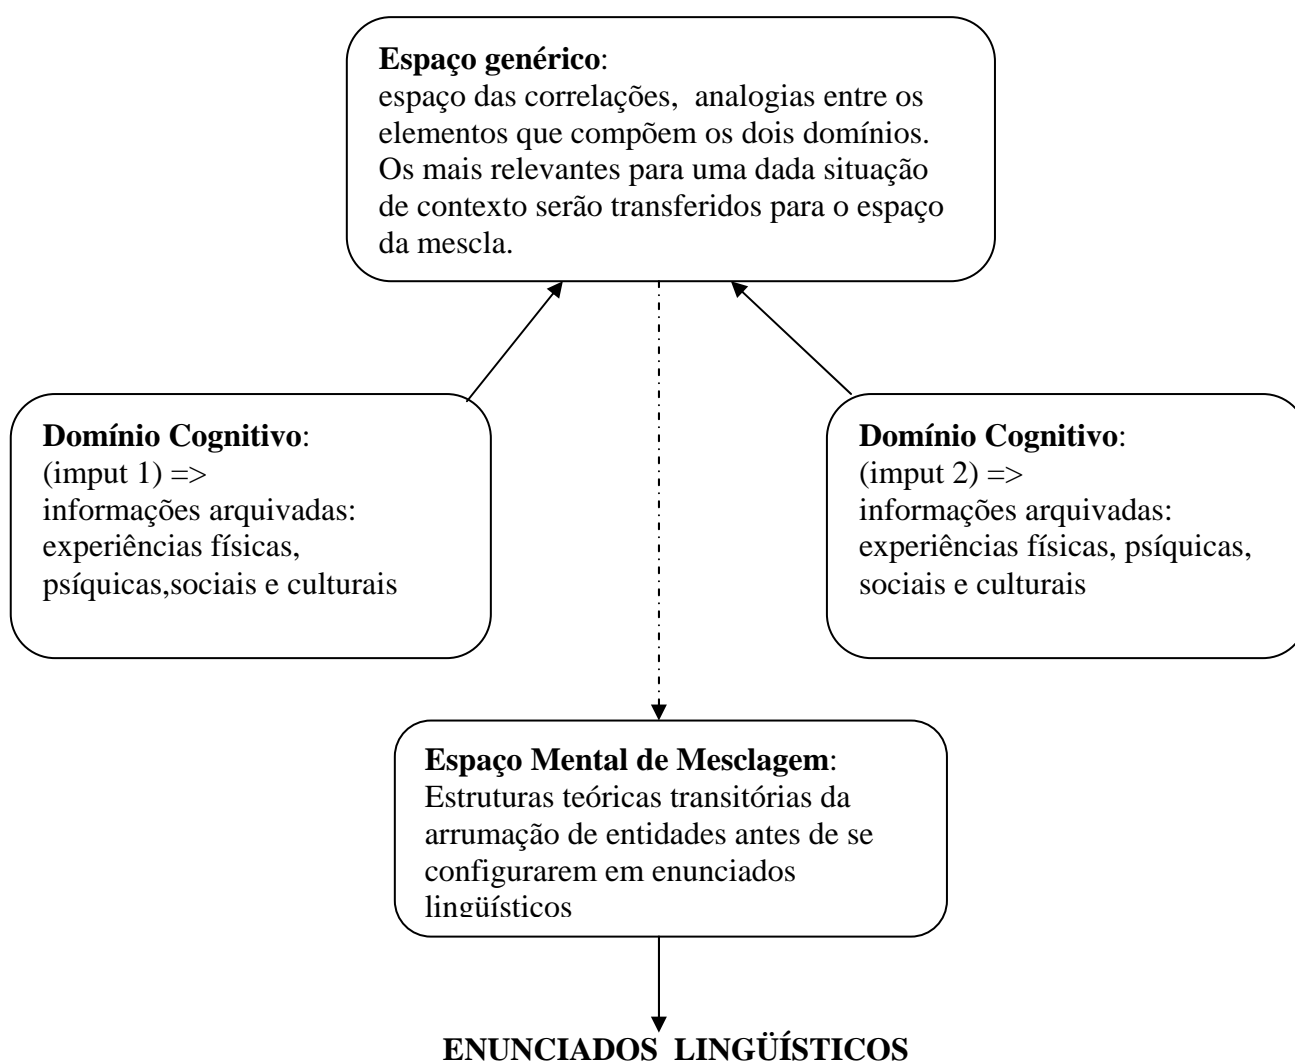 Espaço genérico:
espaço das correlações,  analogias entre os
elementos que compõem os dois domínios.
Os mais relevantes para uma dada situação
de contexto serão transferidos para o espaço
da mescla.
Domínio Cognitivo:
(imput 1) =>
informações arquivadas:
experiências físicas,
psíquicas,sociais e culturais
Domínio Cognitivo:
(imput 2) =>
informações arquivadas:
experiências físicas, psíquicas,
sociais e culturais
Espaço Mental de Mesclagem:
Estruturas teóricas transitórias da
arrumação de entidades antes de se
configurarem em enunciados
lingüísticos
ENUNCIADOS  LINGÜÍSTICOS